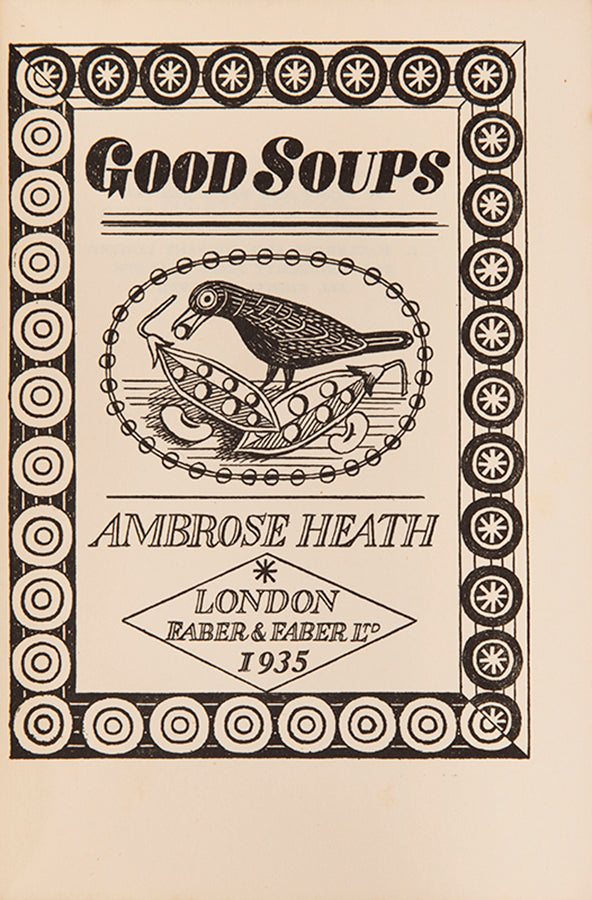 GOOD SOUPS
AMBROSE HEATH
LONDON
FABER & FABER LTD
1935